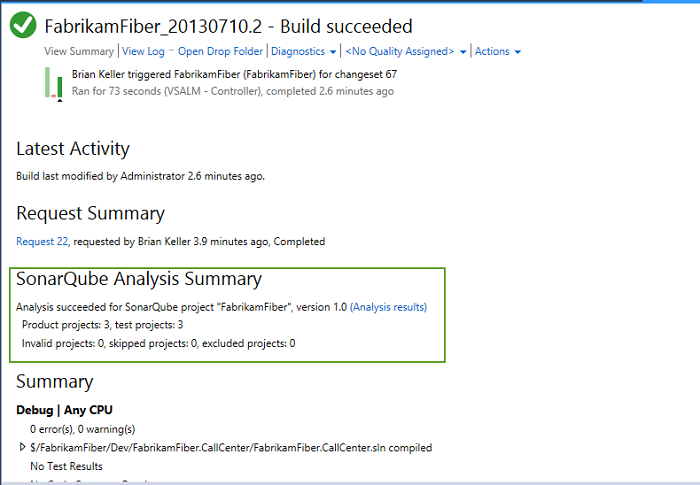 FabrikamFiber_20130710.2 - Build succeeded
View Summary | View Log - Open Drop Folder | Diagnostics | <No Quality Assigned> | Actions
Brian Keller triggered FabrikamFiber (FabrikamFiber) for changeset 67
Ran for 73 seconds (VSALM - Controller), completed 2.6 minutes ago
Latest Activity
Build last modified by Administrator 2.6 minutes ago.
Request Summary
Request 22, requested by Brian Keller 3.9 minutes ago, Completed
SonarQube Analysis Summary
Analysis succeeded for SonarQube project "FabrikamFiber", version 1.0 (Analysis results)
Product projects: 3, test projects: 3
Invalid projects: 0, skipped projects: 0, excluded projects: 0
Summary
Debug | Any CPU
0 error(s), 0 warning(s)
$/FabrikamFiber/Dev/FabrikamFiber.CallCenter/FabrikamFiber.CallCenter.sln compiled
No Test Results